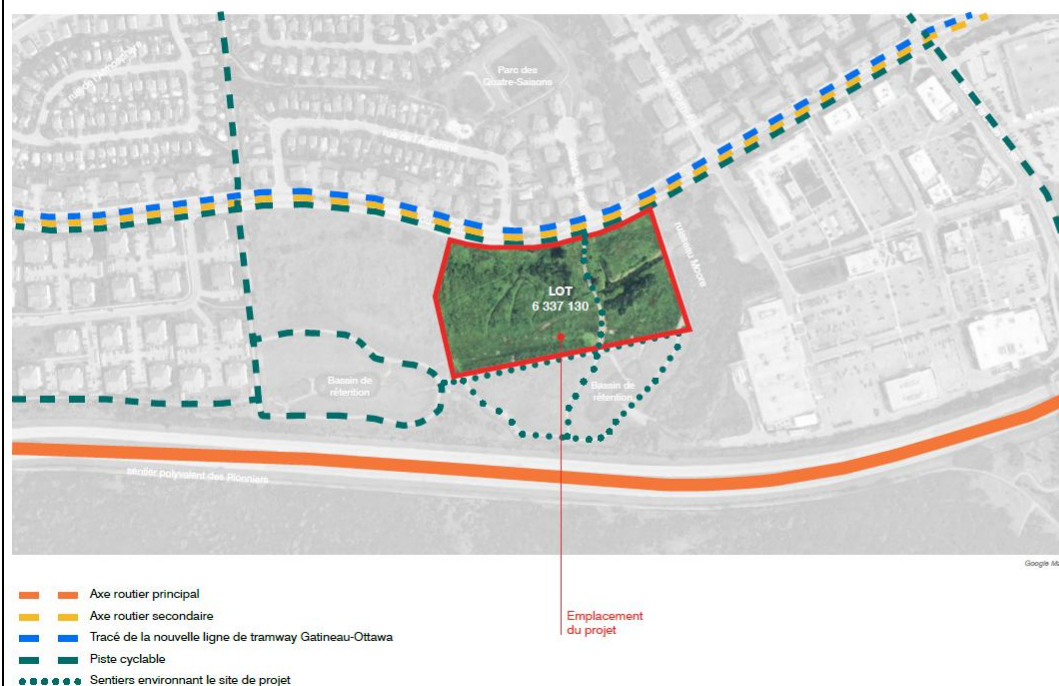 Parc des
Quatre-Saisons
LOT
6 337 130
ruisseau Moore
Bassin de
rétention
Bassin de
rétention
sentier polyvalent des Pionniers
Axe routier principal
Axe routier secondaire
Tracé de la nouvelle ligne de tramway Gatineau-Ottawa
Piste cyclable
Sentiers environnant le site de projet
Emplacement
du projet